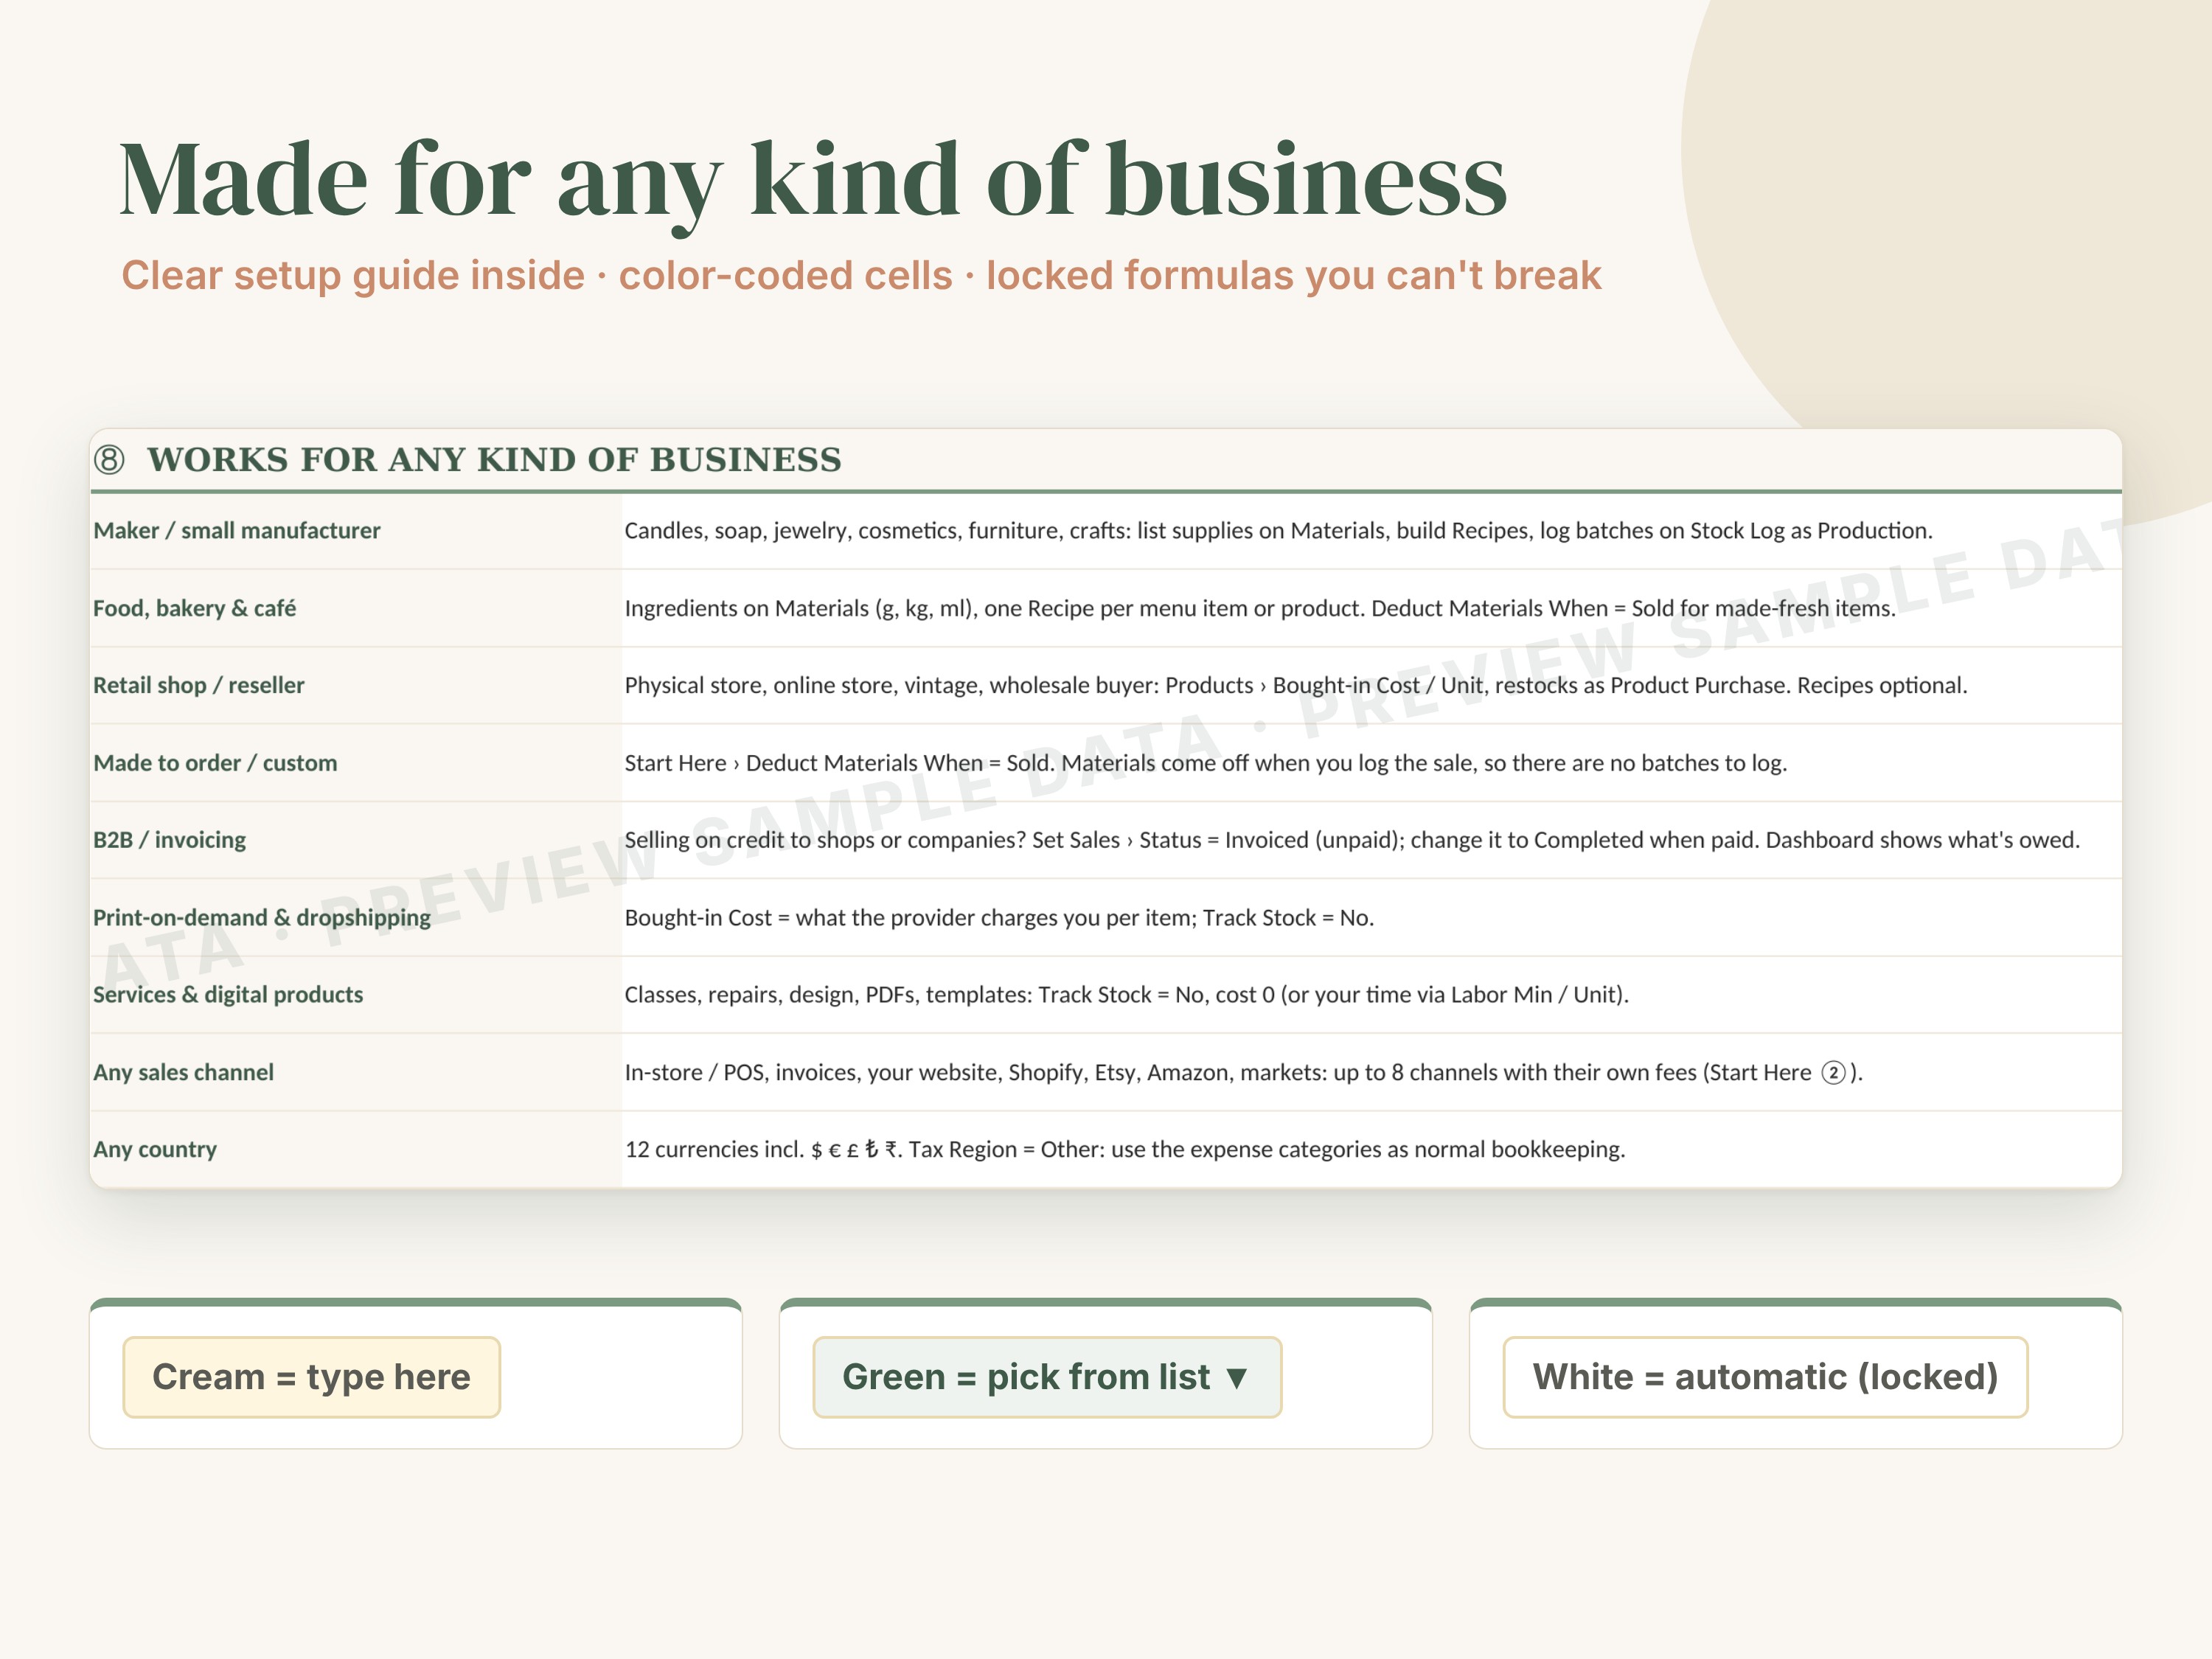 Made for any kind of business
Clear setup guide inside · color-coded cells · locked formulas you can't break
⑧ WORKS FOR ANY KIND OF BUSINESS
Maker / small manufacturer
Candles, soap, jewelry, cosmetics, furniture, crafts: list supplies on Materials, build Recipes, log batches on Stock Log as Production.
Food, bakery & café
Ingredients on Materials (g, kg, ml), one Recipe per menu item or product. Deduct Materials When = Sold for made-fresh items.
Retail shop / reseller
Physical store, online store, vintage, wholesale buyer: Products › Bought-in Cost / Unit, restocks as Product Purchase. Recipes optional.
Made to order / custom
Start Here › Deduct Materials When = Sold. Materials come off when you log the sale, so there are no batches to log.
B2B / invoicing
Selling on credit to shops or companies? Set Sales › Status = Invoiced (unpaid); change it to Completed when paid. Dashboard shows what's owed.
Print-on-demand & dropshipping
Bought-in Cost = what the provider charges you per item; Track Stock = No.
Services & digital products
Classes, repairs, design, PDFs, templates: Track Stock = No, cost 0 (or your time via Labor Min / Unit).
Any sales channel
In-store / POS, invoices, your website, Shopify, Etsy, Amazon, markets: up to 8 channels with their own fees (Start Here ②).
Any country
12 currencies incl. $ € £ ₺ ₹. Tax Region = Other: use the expense categories as normal bookkeeping.
ATA · PREVIEW SAMPLE DATA · PREVIEW SAMPLE DAT
Cream = type here
Green = pick from list ▼
White = automatic (locked)